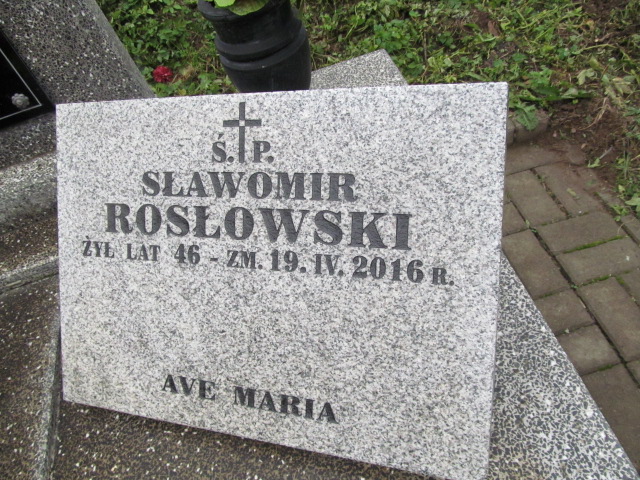 Ś.P.
SŁAWOMIR
ROSŁOWSKI
ŻYŁ LAT 46 - ZM. 19. IV. 2016 R.
AVE MARIA